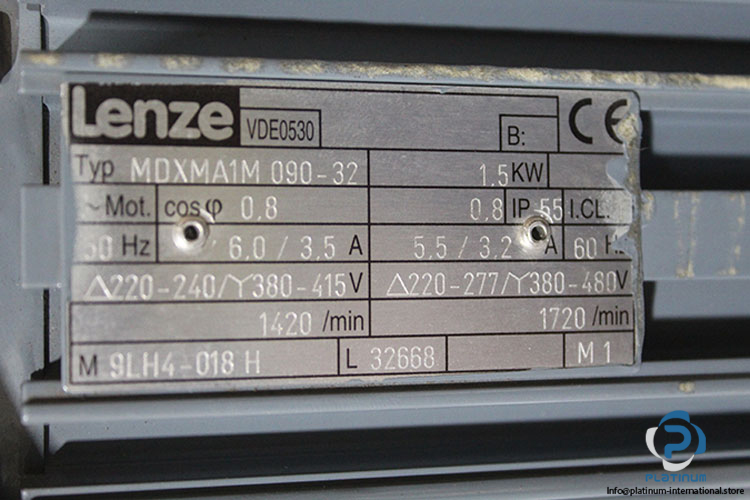 Lenze VDE0530 B: CE
Typ MDXMA1M 090-32 1.5 KW
~Mot. cosφ 0,8 0.8 IP 55 I.CL.
50 Hz 6.0 / 3.5 A 5.5 / 3.2 A 60 Hz
△220-240/Y380-415 V △220-277/Y380-480 V
1420 /min 1720 /min
M 9LH4-018 H L 32668 M 1
PLATINUM
info@platinum-international.store